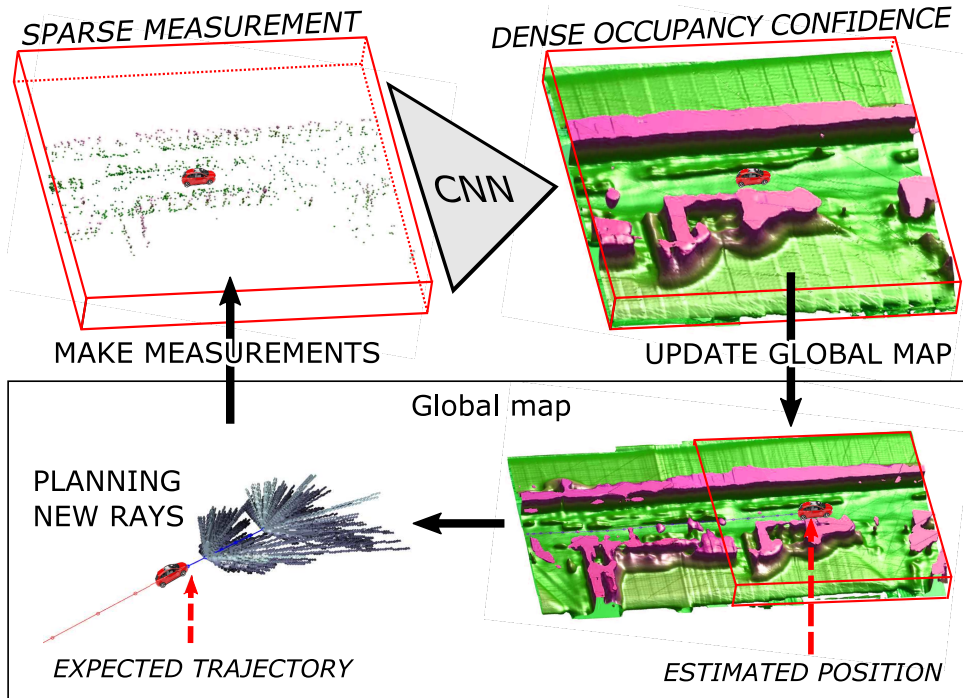 SPARSE MEASUREMENT
DENSE OCCUPANCY CONFIDENCE
CNN
MAKE MEASUREMENTS
UPDATE GLOBAL MAP
Global map
PLANNING
NEW RAYS
EXPECTED TRAJECTORY
ESTIMATED POSITION